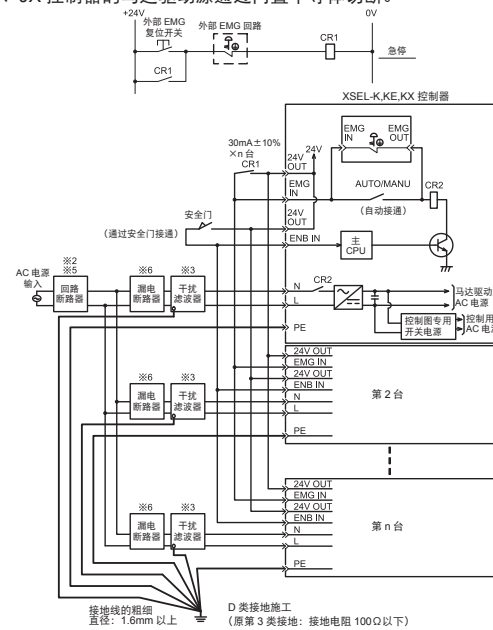 -CX 控制器的马达驱动源通过内置半导体切断。
+24V
0V
外部 EMG
复位开关
外部 EMG 回路
CR1
CR1
急停
XSEL-K,KE,KX 控制器
30mA±10%
×n 台
CR1
24V
24V
OUT
EMG
IN
EMG
OUT
EMG
IN
AUTO/MANU
(自动接通)
CR2
24V
OUT
安全门
(通过安全门接通)
ENB IN
主
CPU
AC 电源
输入
※2
※5
回路
断路器
※6
漏电
断路器
※3
干扰
滤波器
N
L
PE
CR2
马达驱动
AC 电源
控制图专用
开关电源
控制用
AC 电
24V OUT
EMG IN
24V OUT
ENB IN
N
L
PE
※6
漏电
断路器
※3
干扰
滤波器
第 2 台
24V OUT
EMG IN
24V OUT
ENB IN
N
L
PE
※6
漏电
断路器
※3
干扰
滤波器
第 n 台
接地线的粗细
直径：1.6mm 以上
D 类接地施工
(原第 3 类接地：接地电阻 100Ω以下)